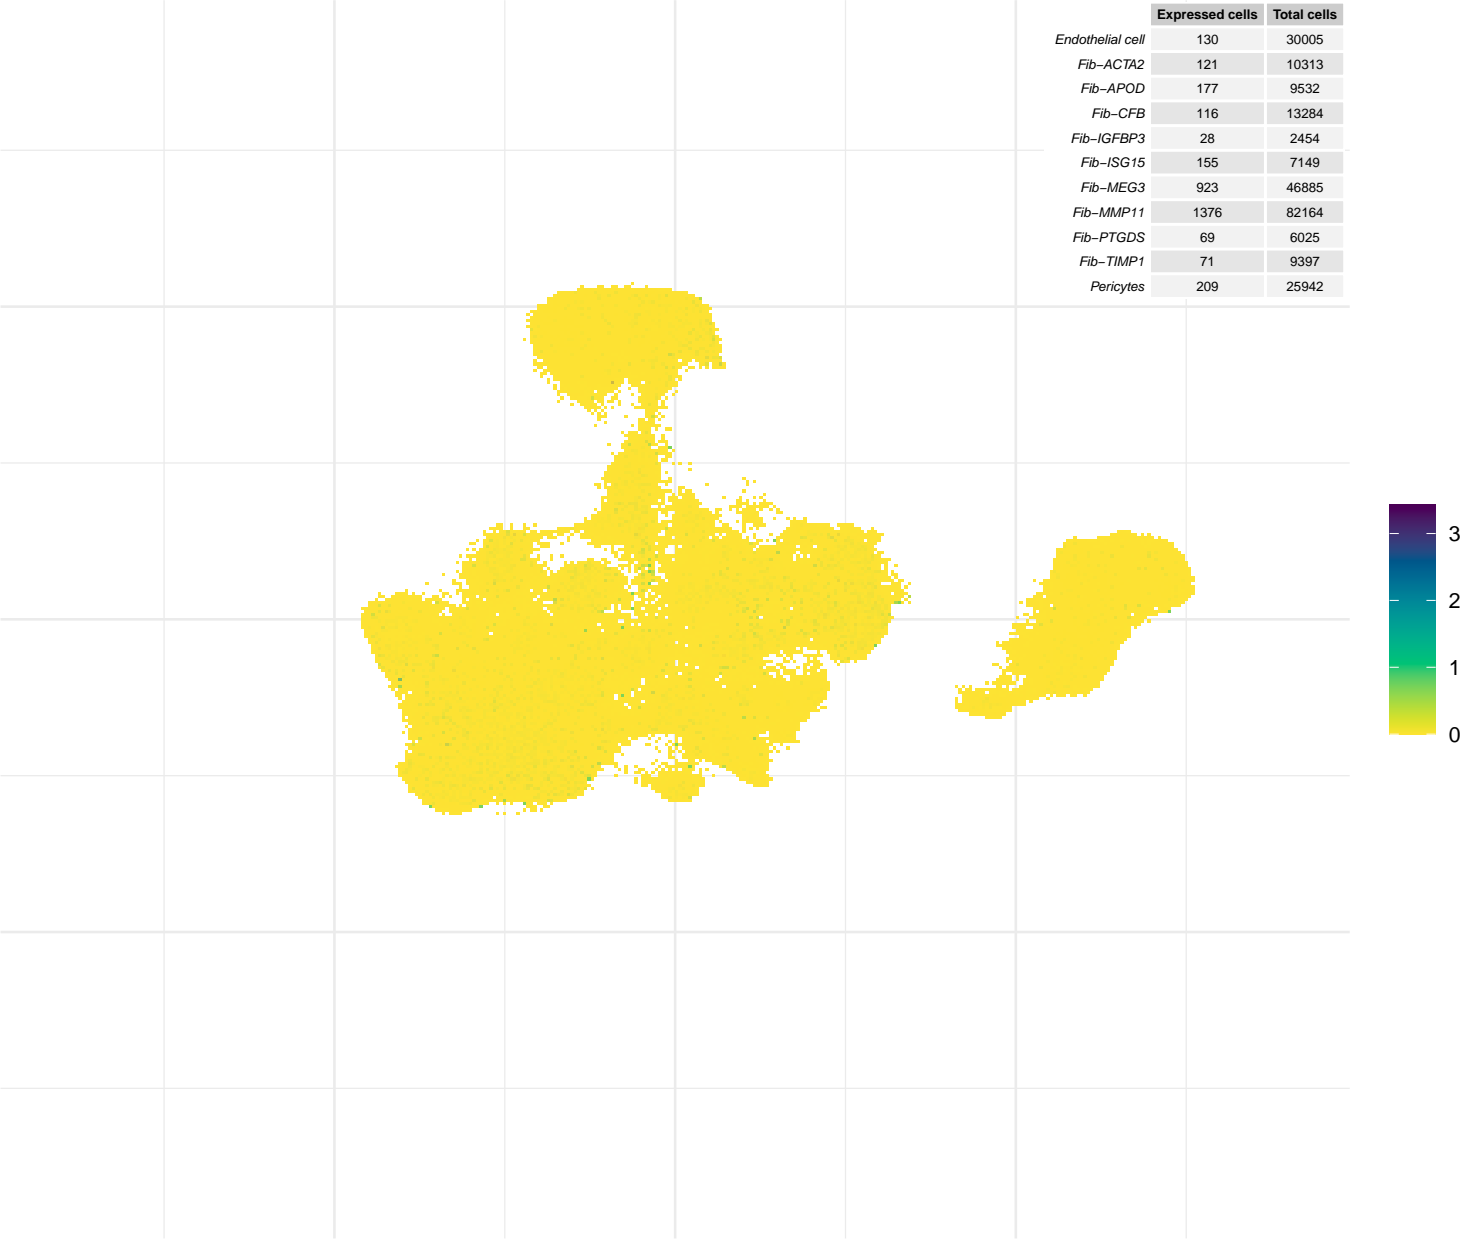 Expressed cells Total cells
Endothelial cell 130 30005
Fib−ACTA2 121 10313
Fib−APOD 177 9532
Fib−CFB 116 13284
Fib−IGFBP3 28 2454
Fib−ISG15 155 7149
Fib−MEG3 923 46885
Fib−MMP11 1376 82164
Fib−PTGDS 69 6025
Fib−TIMP1 71 9397
Pericytes 209 25942
3
2
1
0